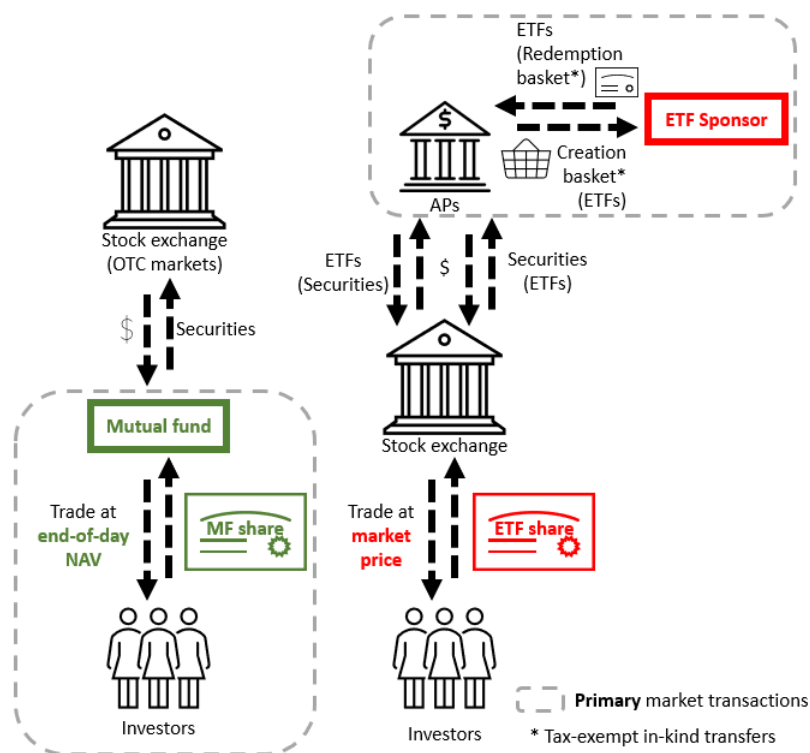 ETFs
(Redemption
basket*)
ETF Sponsor
$
Creation
basket*
(ETFs)
APs
Stock exchange
(OTC markets)
ETFs
(Securities)
$
Securities
(ETFs)
$
Securities
Stock exchange
Mutual fund
Trade at
end-of-day
NAV
MF share
Trade at
market
price
ETF share
Investors
Investors
Primary market transactions
* Tax-exempt in-kind transfers